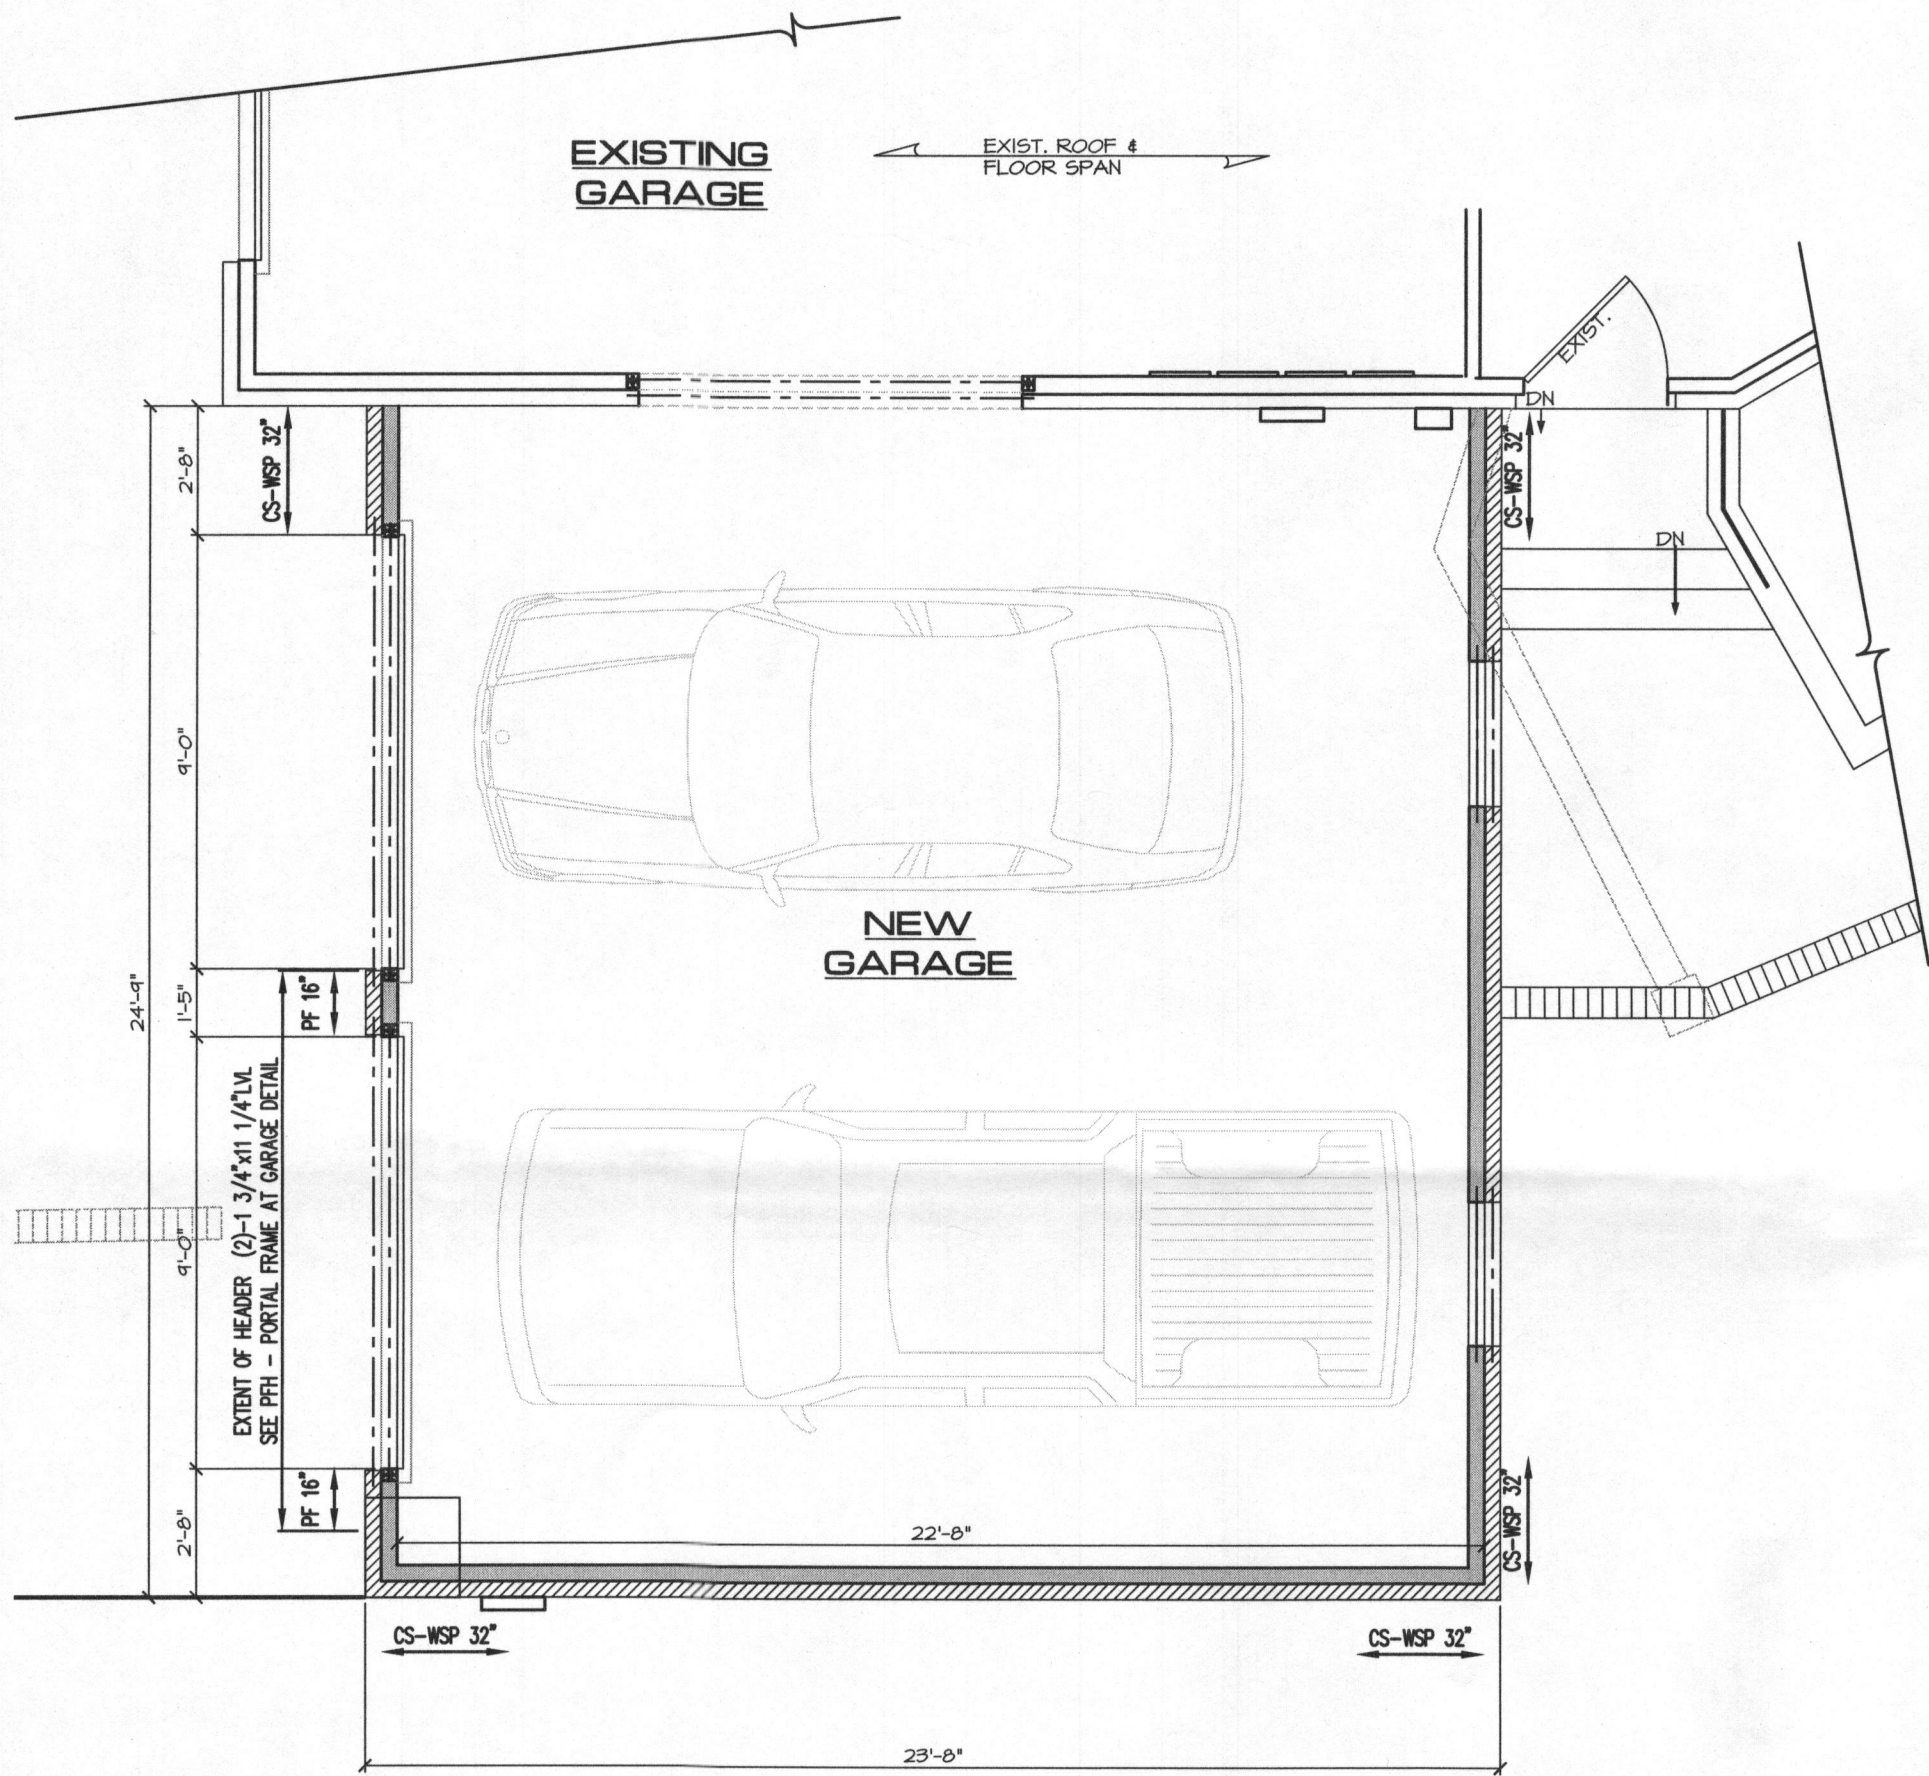 EXISTING
GARAGE
EXIST. ROOF &
FLOOR SPAN
EXIST.
DN
CS-WSP 32"
2'-8"
CS-WSP 32"
DN
9'-0"
NEW
GARAGE
24'-9"
1'-5"
PF 16"
EXTENT OF HEADER (2)-1 3/4"x11 1/4"LVL
SEE PFH - PORTAL FRAME AT GARAGE DETAIL
9'-0"
PF 16"
2'-8"
22'-8"
CS-WSP 32"
CS-WSP 32"
CS-WSP 32"
23'-8"